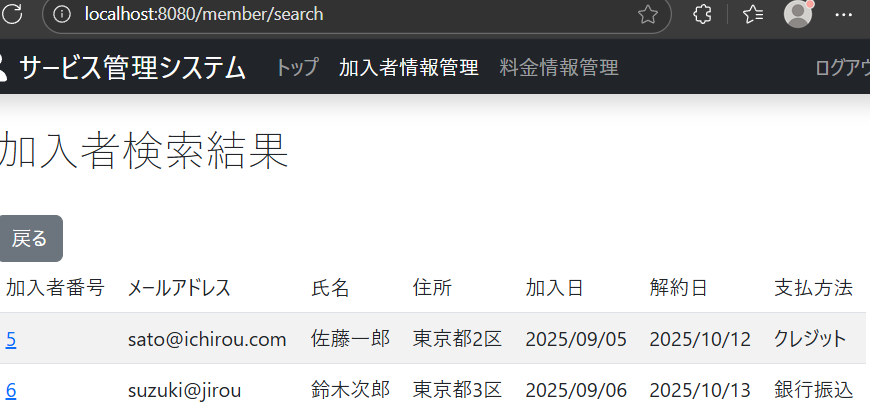 localhost:8080/member/search
サービス管理システム トップ 加入者情報管理 料金情報管理 ログアウ
加入者検索結果
戻る
加入者番号 メールアドレス 氏名 住所 加入日 解約日 支払方法
5 sato@ichirou.com 佐藤一郎 東京都2区 2025/09/05 2025/10/12 クレジット
6 suzuki@jirou 鈴木次郎 東京都3区 2025/09/06 2025/10/13 銀行振込